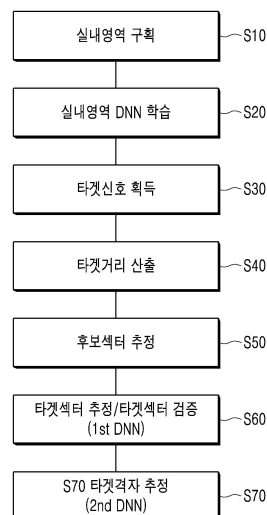 실내영역 구획
S10
실내영역 DNN 학습
S20
타겟신호 획득
S30
타겟거리 산출
S40
후보섹터 추정
S50
타겟섹터 추정/타겟섹터 검증
(1st DNN)
S60
S70 타겟격자 추정
(2nd DNN)
S70